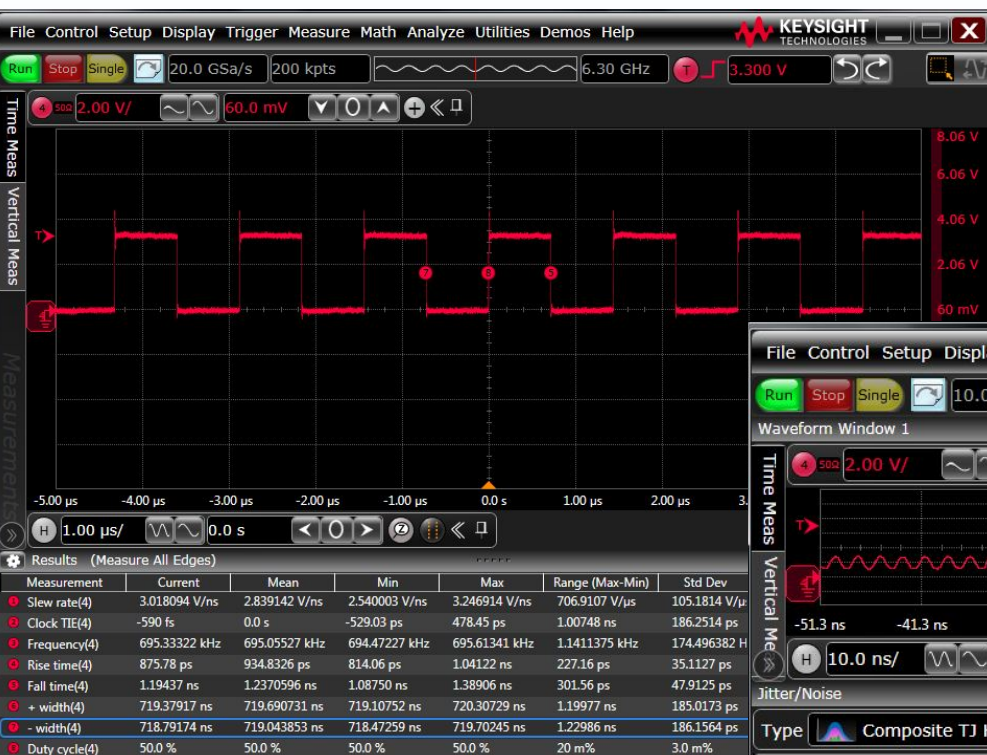 File Control Setup Display Trigger Measure Math Analyze Utilities Demos Help
KEYSIGHT
TECHNOLOGIES
Run Stop Single 20.0 GSa/s 200 kpts 6.30 GHz T 3.300 V
4 50Ω 2.00 V/ 60.0 mV
Time Meas
Vertical Meas
Measurements
8.06 V
6.06 V
4.06 V
2.06 V
60 mV
T
7 6 5
-5.00 µs -4.00 µs -3.00 µs -2.00 µs -1.00 µs 0.0 s 1.00 µs 2.00 µs 3.
H 1.00 µs/ 0.0 s
Results (Measure All Edges)
Measurement Current Mean Min Max Range (Max-Min) Std Dev
1 Slew rate(4) 3.018094 V/ns 2.839142 V/ns 2.540003 V/ns 3.246914 V/ns 706.9107 V/µs 105.1814 V/µ
2 Clock TIE(4) -590 fs 0.0 s -529.03 ps 478.45 ps 1.00748 ns 186.2514 ps
3 Frequency(4) 695.33322 kHz 695.05527 kHz 694.47227 kHz 695.61341 kHz 1.1411375 kHz 174.496382 H
4 Rise time(4) 875.78 ps 934.8326 ps 814.06 ps 1.04122 ns 227.16 ps 35.1127 ps
5 Fall time(4) 1.19437 ns 1.2370596 ns 1.08750 ns 1.38906 ns 301.56 ps 47.9125 ps
6 + width(4) 719.37917 ns 719.690731 ns 719.10752 ns 720.30729 ns 1.19977 ns 185.0173 ps
7 - width(4) 718.79174 ns 719.043853 ns 718.47259 ns 719.70245 ns 1.22986 ns 186.1564 ps
8 Duty cycle(4) 50.0 % 50.0 % 50.0 % 50.0 % 20 m% 3.0 m%
File Control Setup Displ
Run Stop Single 10.0
Waveform Window 1
4 50Ω 2.00 V/
Time Meas
Vertical M
T
-51.3 ns -41.3 ns
H 10.0 ns/
Jitter/Noise
Type Composite TJ H